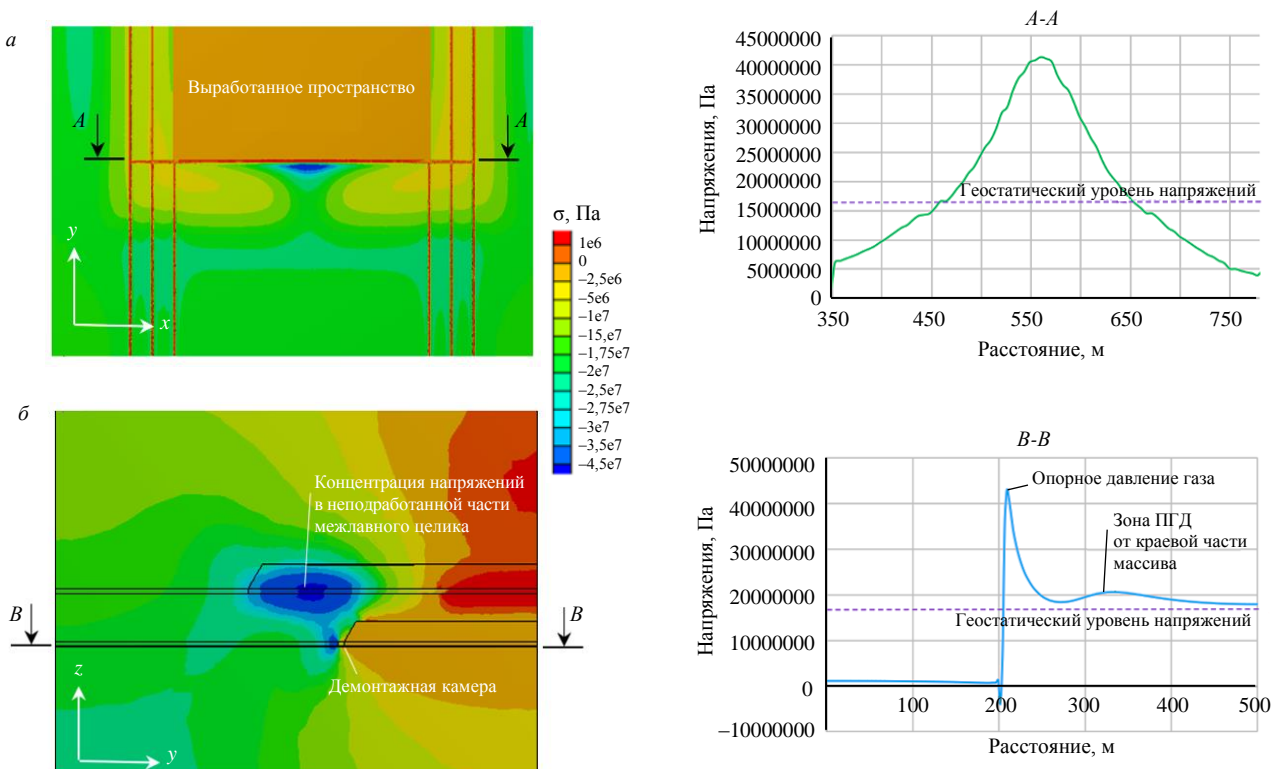 а
Выработанное пространство
A
A
y
x
σ, Па
1e6
0
–2,5e6
–5e6
–1e7
–15,e7
–1,75e7
–2e7
–2,5e7
–2,75e7
–3e7
–3,5e7
–4,5e7
A-A
Напряжения, Па
45000000
40000000
35000000
30000000
25000000
20000000
15000000
10000000
5000000
0
Геостатический уровень напряжений
350
450
550
650
750
Расстояние, м
б
Концентрация напряжений
в неподработанной части
межлавного целика
B
B
Демонтажная камера
z
y
B-B
Напряжения, Па
50000000
40000000
30000000
20000000
10000000
0
–10000000
Опорное давление газа
Зона ПГД
от краевой части
массива
Геостатический уровень напряжений
100
200
300
400
500
Расстояние, м